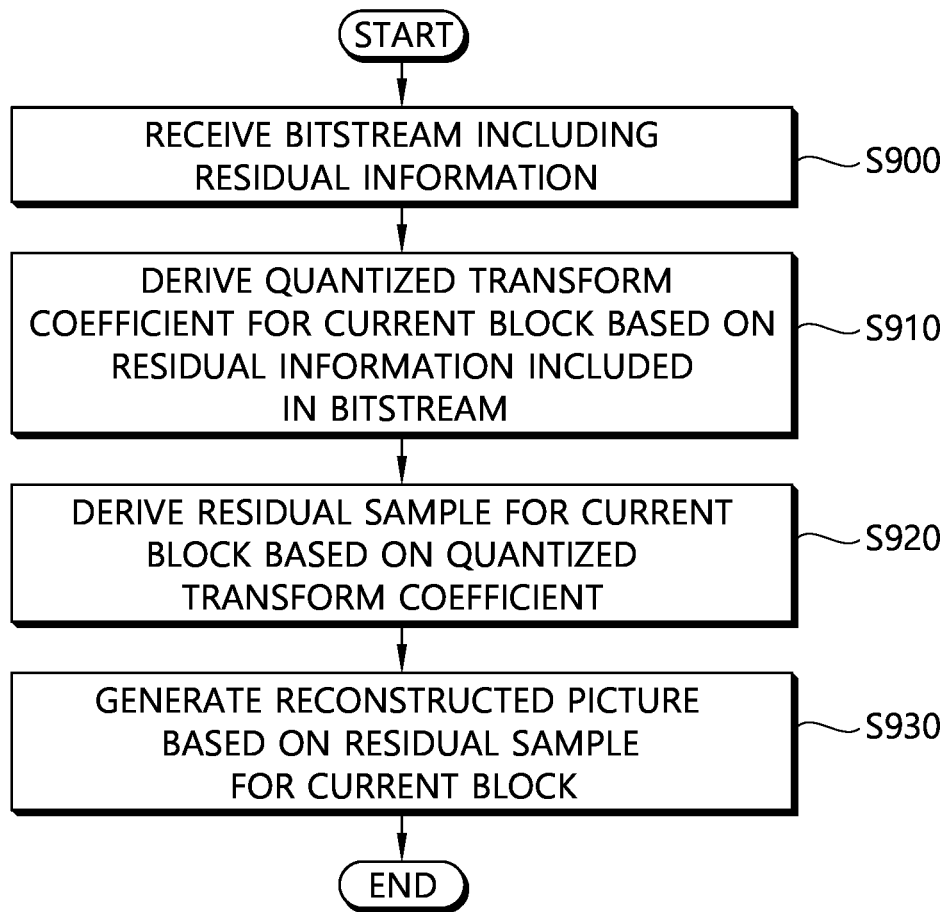 START
RECEIVE BITSTREAM INCLUDING
RESIDUAL INFORMATION
S900
DERIVE QUANTIZED TRANSFORM
COEFFICIENT FOR CURRENT BLOCK BASED ON
RESIDUAL INFORMATION INCLUDED
IN BITSTREAM
S910
DERIVE RESIDUAL SAMPLE FOR CURRENT
BLOCK BASED ON QUANTIZED
TRANSFORM COEFFICIENT
S920
GENERATE RECONSTRUCTED PICTURE
BASED ON RESIDUAL SAMPLE
FOR CURRENT BLOCK
S930
END